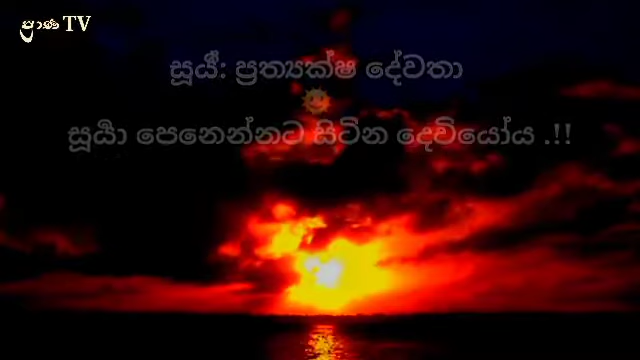 ප්‍රාණ TV
සූර්‍ය: ප්‍රත්‍යක්ෂ දේවතා
සූර්‍යා පෙනෙන්නට සිටින දෙවියෝය .!!